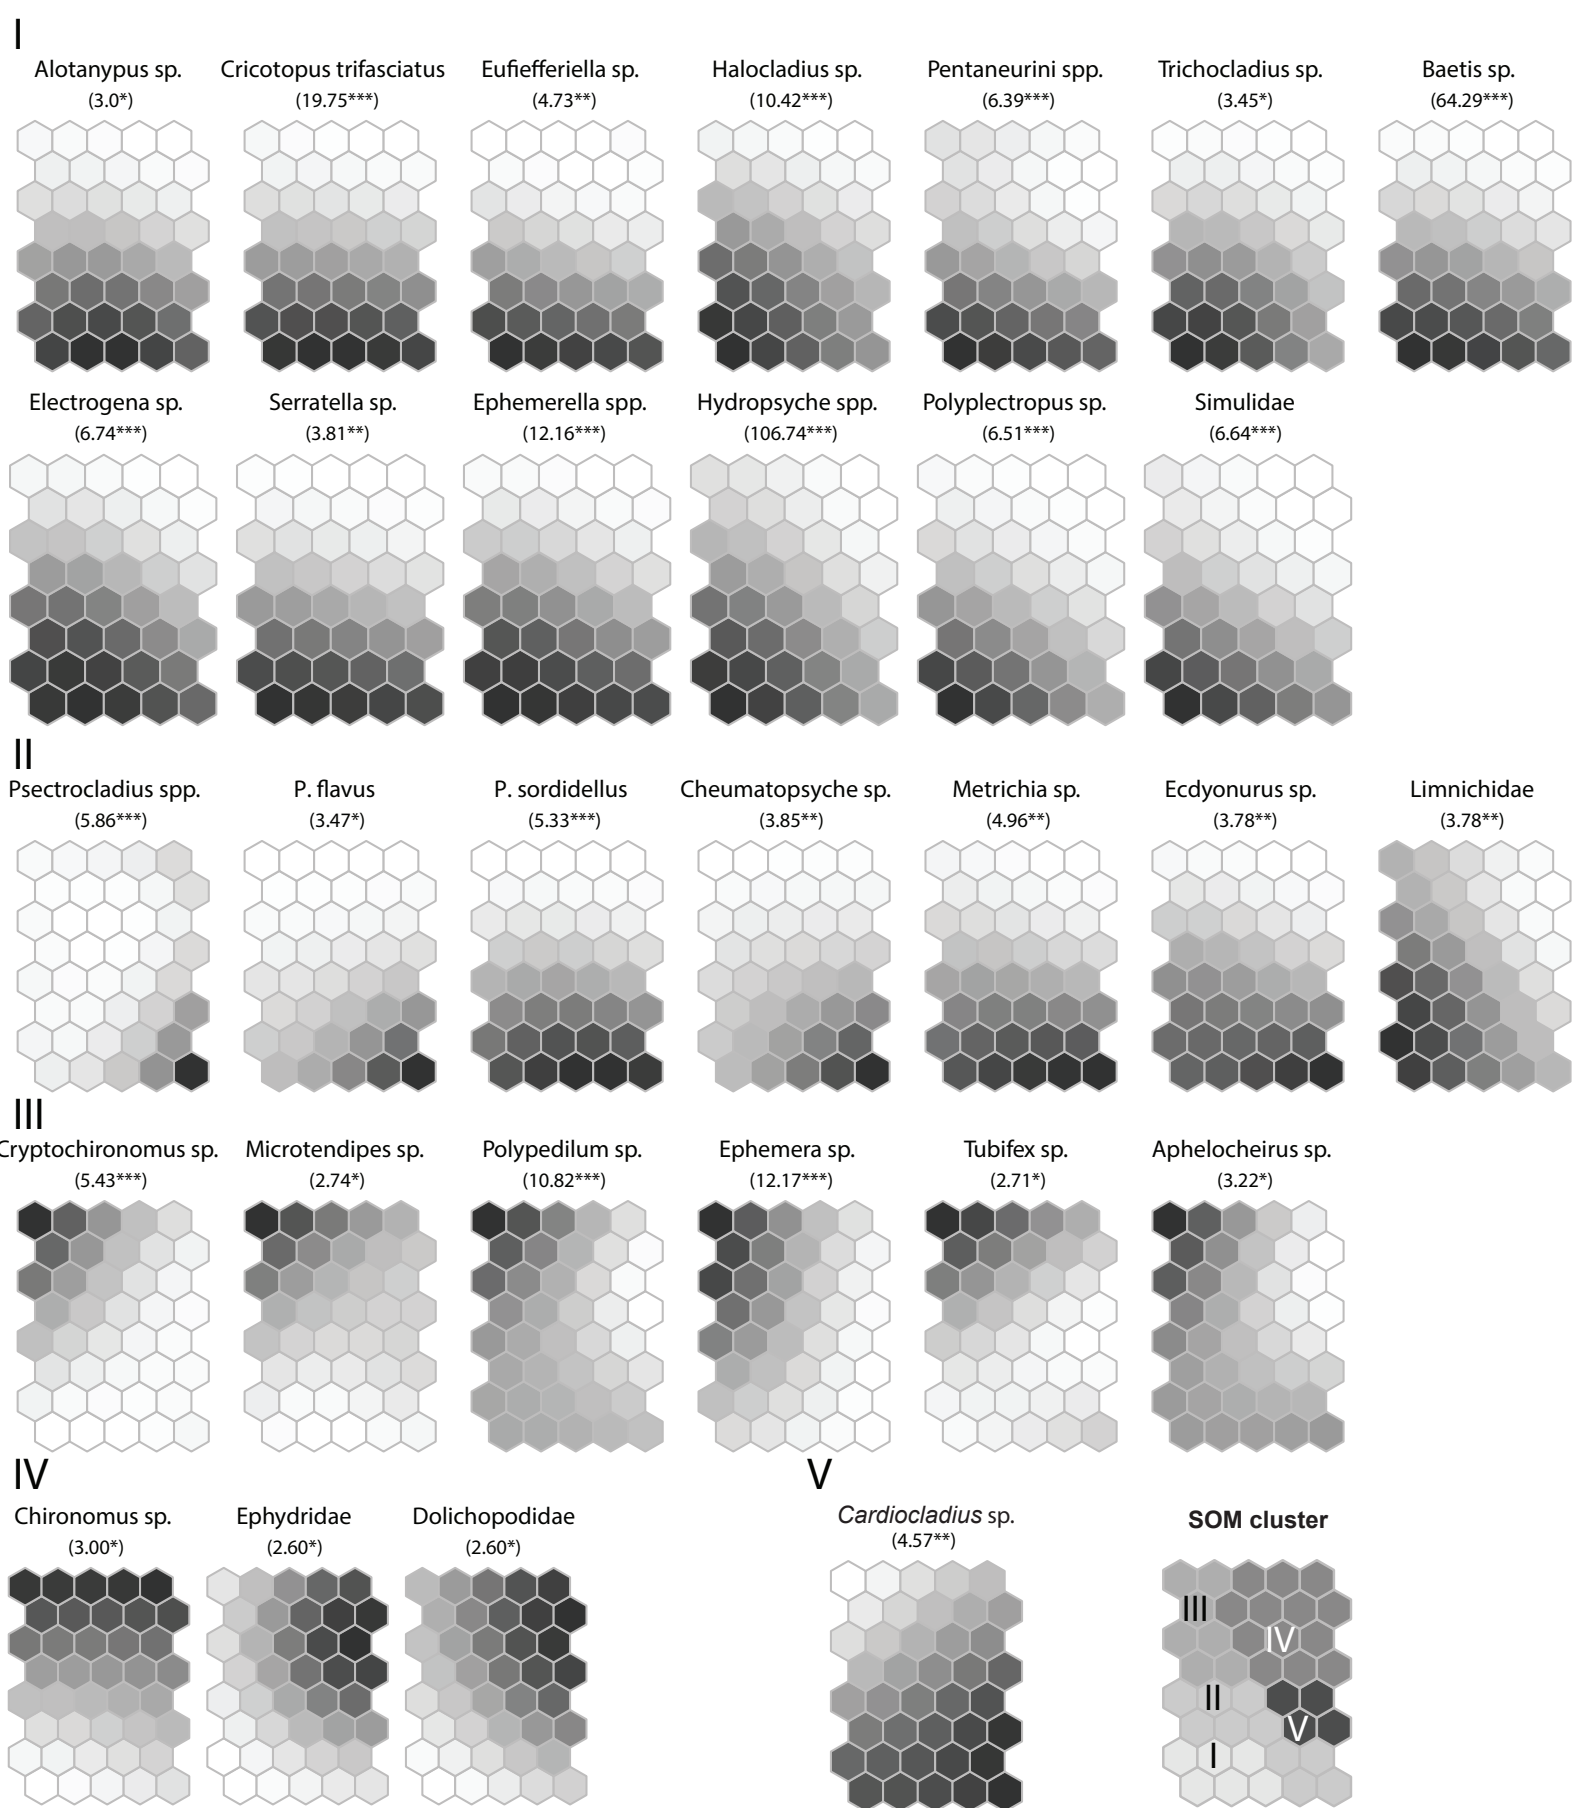 I
Alotanypus sp. Cricotopus trifasciatus Eufiefferiella sp. Halocladius sp. Pentaneurini spp. Trichocladius sp. Baetis sp.
(3.0*) (19.75***) (4.73**) (10.42***) (6.39***) (3.45*) (64.29***)
Electrogena sp. Serratella sp. Ephemerella spp. Hydropsyche spp. Polyplectropus sp. Simulidae
(6.74***) (3.81**) (12.16***) (106.74***) (6.51***) (6.64***)
II
Psectrocladius spp. P. flavus P. sordidellus Cheumatopsyche sp. Metrichia sp. Ecdyonurus sp. Limnichidae
(5.86***) (3.47*) (5.33***) (3.85**) (4.96**) (3.78**) (3.78**)
III
Cryptochironomus sp. Microtendipes sp. Polypedilum sp. Ephemera sp. Tubifex sp. Aphelocheirus sp.
(5.43***) (2.74*) (10.82***) (12.17***) (2.71*) (3.22*)
IV V
Chironomus sp. Ephydridae Dolichopodidae Cardiocladius sp. SOM cluster
(3.00*) (2.60*) (2.60*) (4.57**)
III
IV
II
V
I